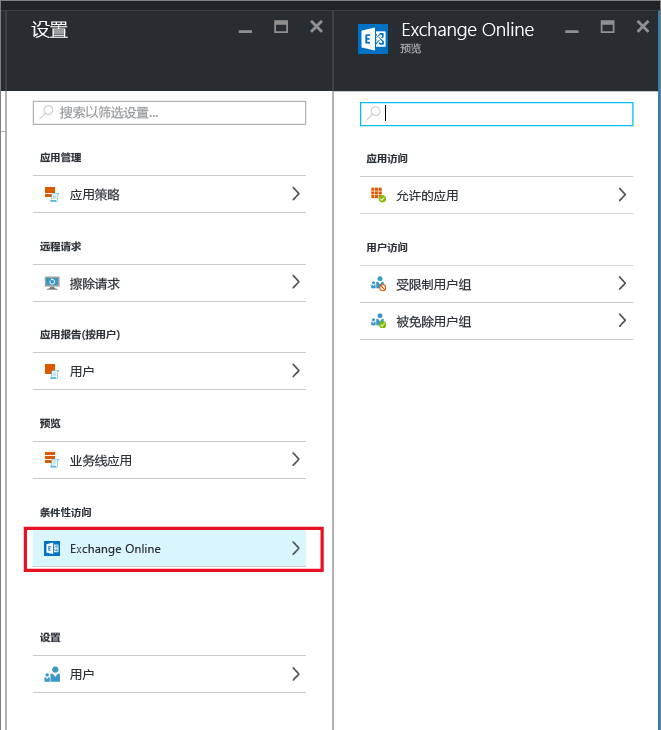 设置
搜索以筛选设置...
应用管理
应用策略
远程请求
擦除请求
应用报告(按用户)
用户
预览
业务线应用
条件性访问
Exchange Online
设置
用户
Exchange Online
预览
应用访问
允许的应用
用户访问
受限制用户组
被免除用户组